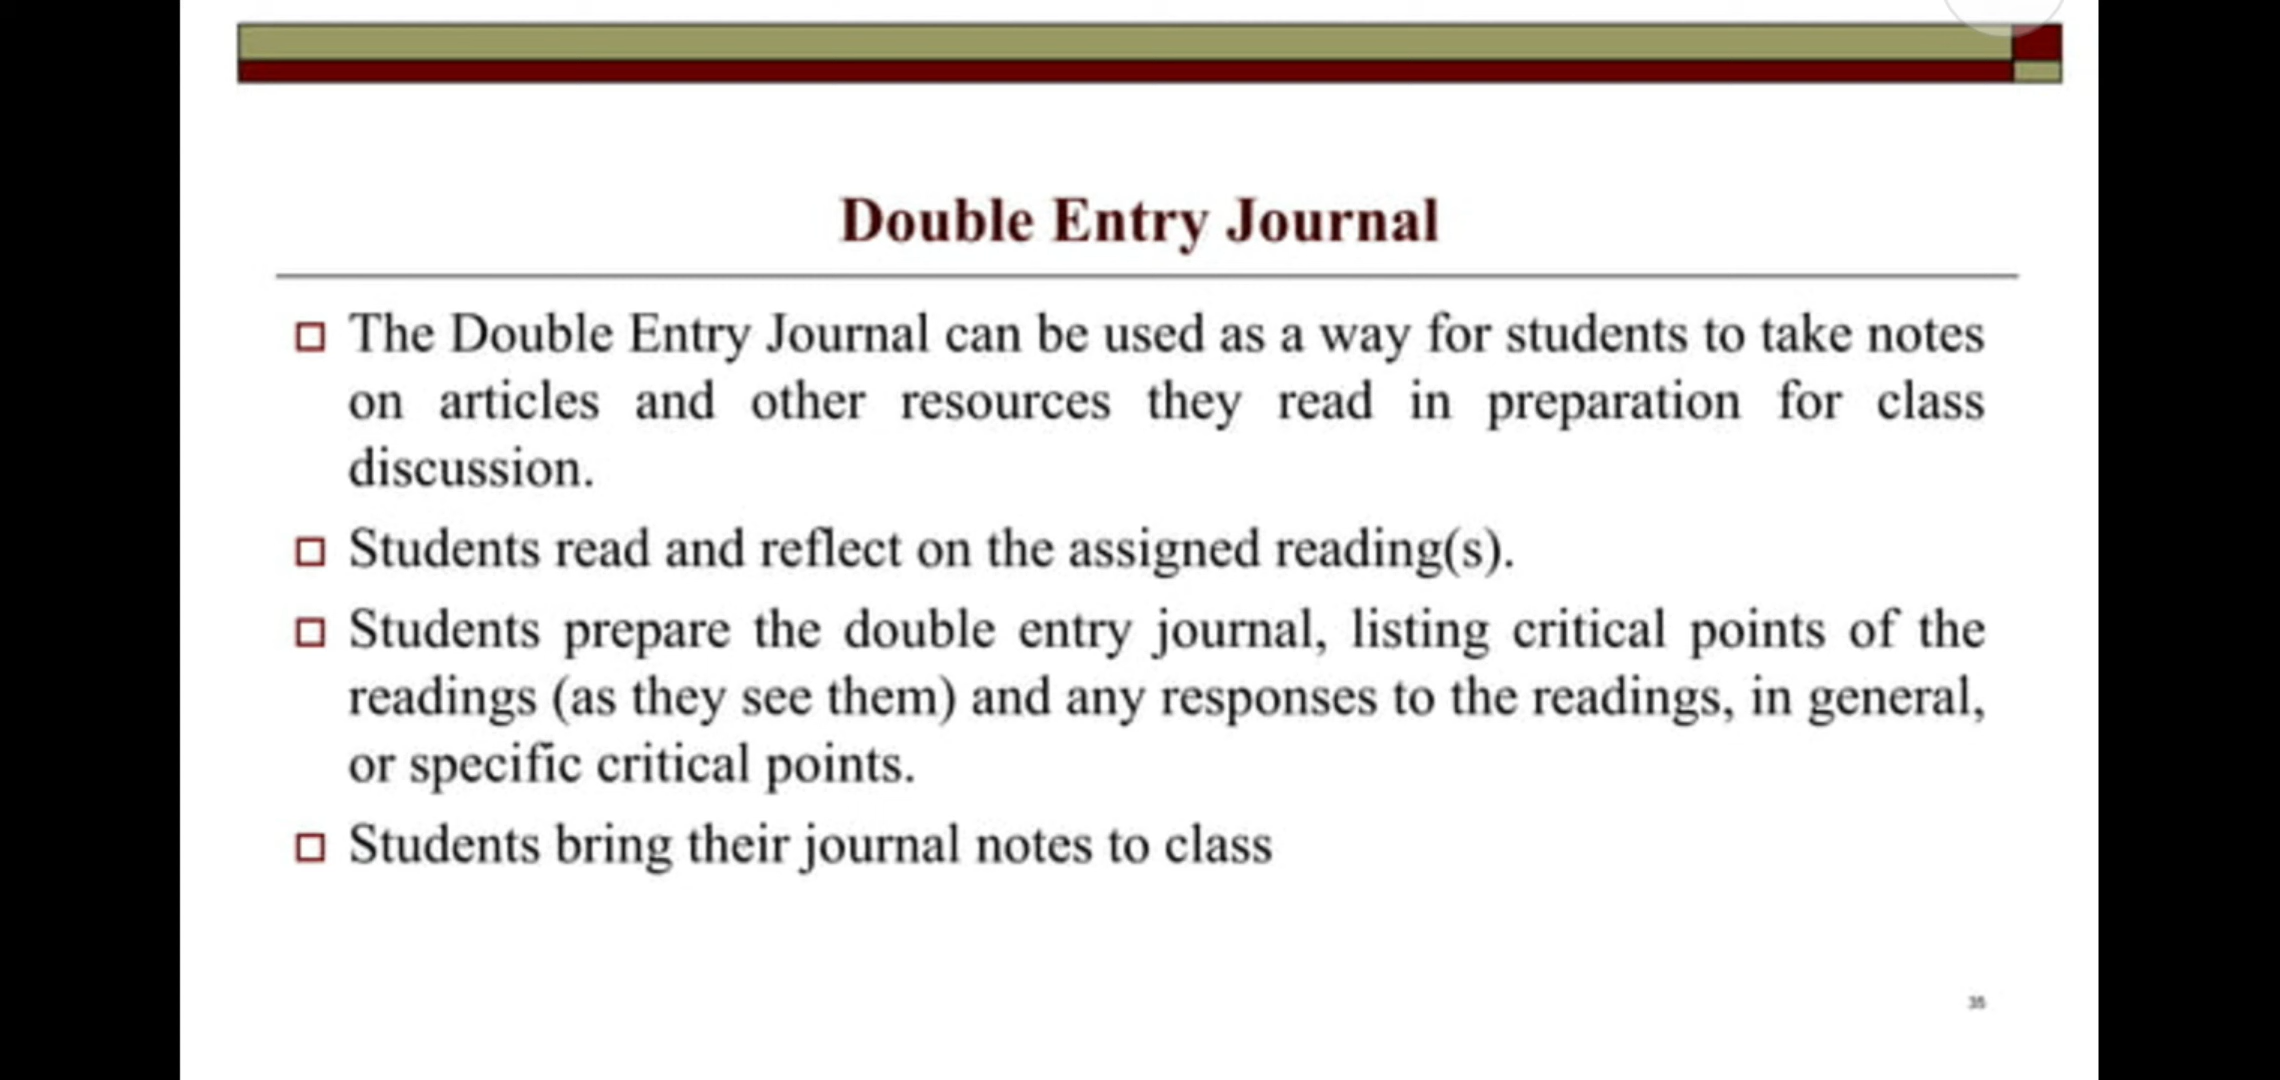 Double Entry Journal
The Double Entry Journal can be used as a way for students to take notes
on articles and other resources they read in preparation for class
discussion.
Students read and reflect on the assigned reading(s).
Students prepare the double entry journal, listing critical points of the
readings (as they see them) and any responses to the readings, in general,
or specific critical points.
Students bring their journal notes to class